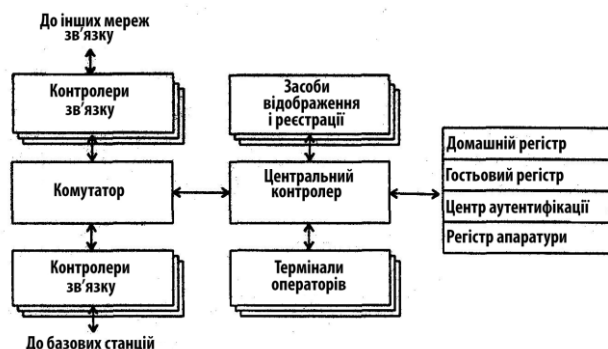 До інших мереж
зв'язку
Контролери
зв'язку
Комутатор
Контролери
зв'язку
До базових станцій
Засоби
відображення
і реєстрації
Центральний
контролер
Термінали
операторів
Домашній регістр
Гостьовий регістр
Центр аутентифікації
Регістр апаратури